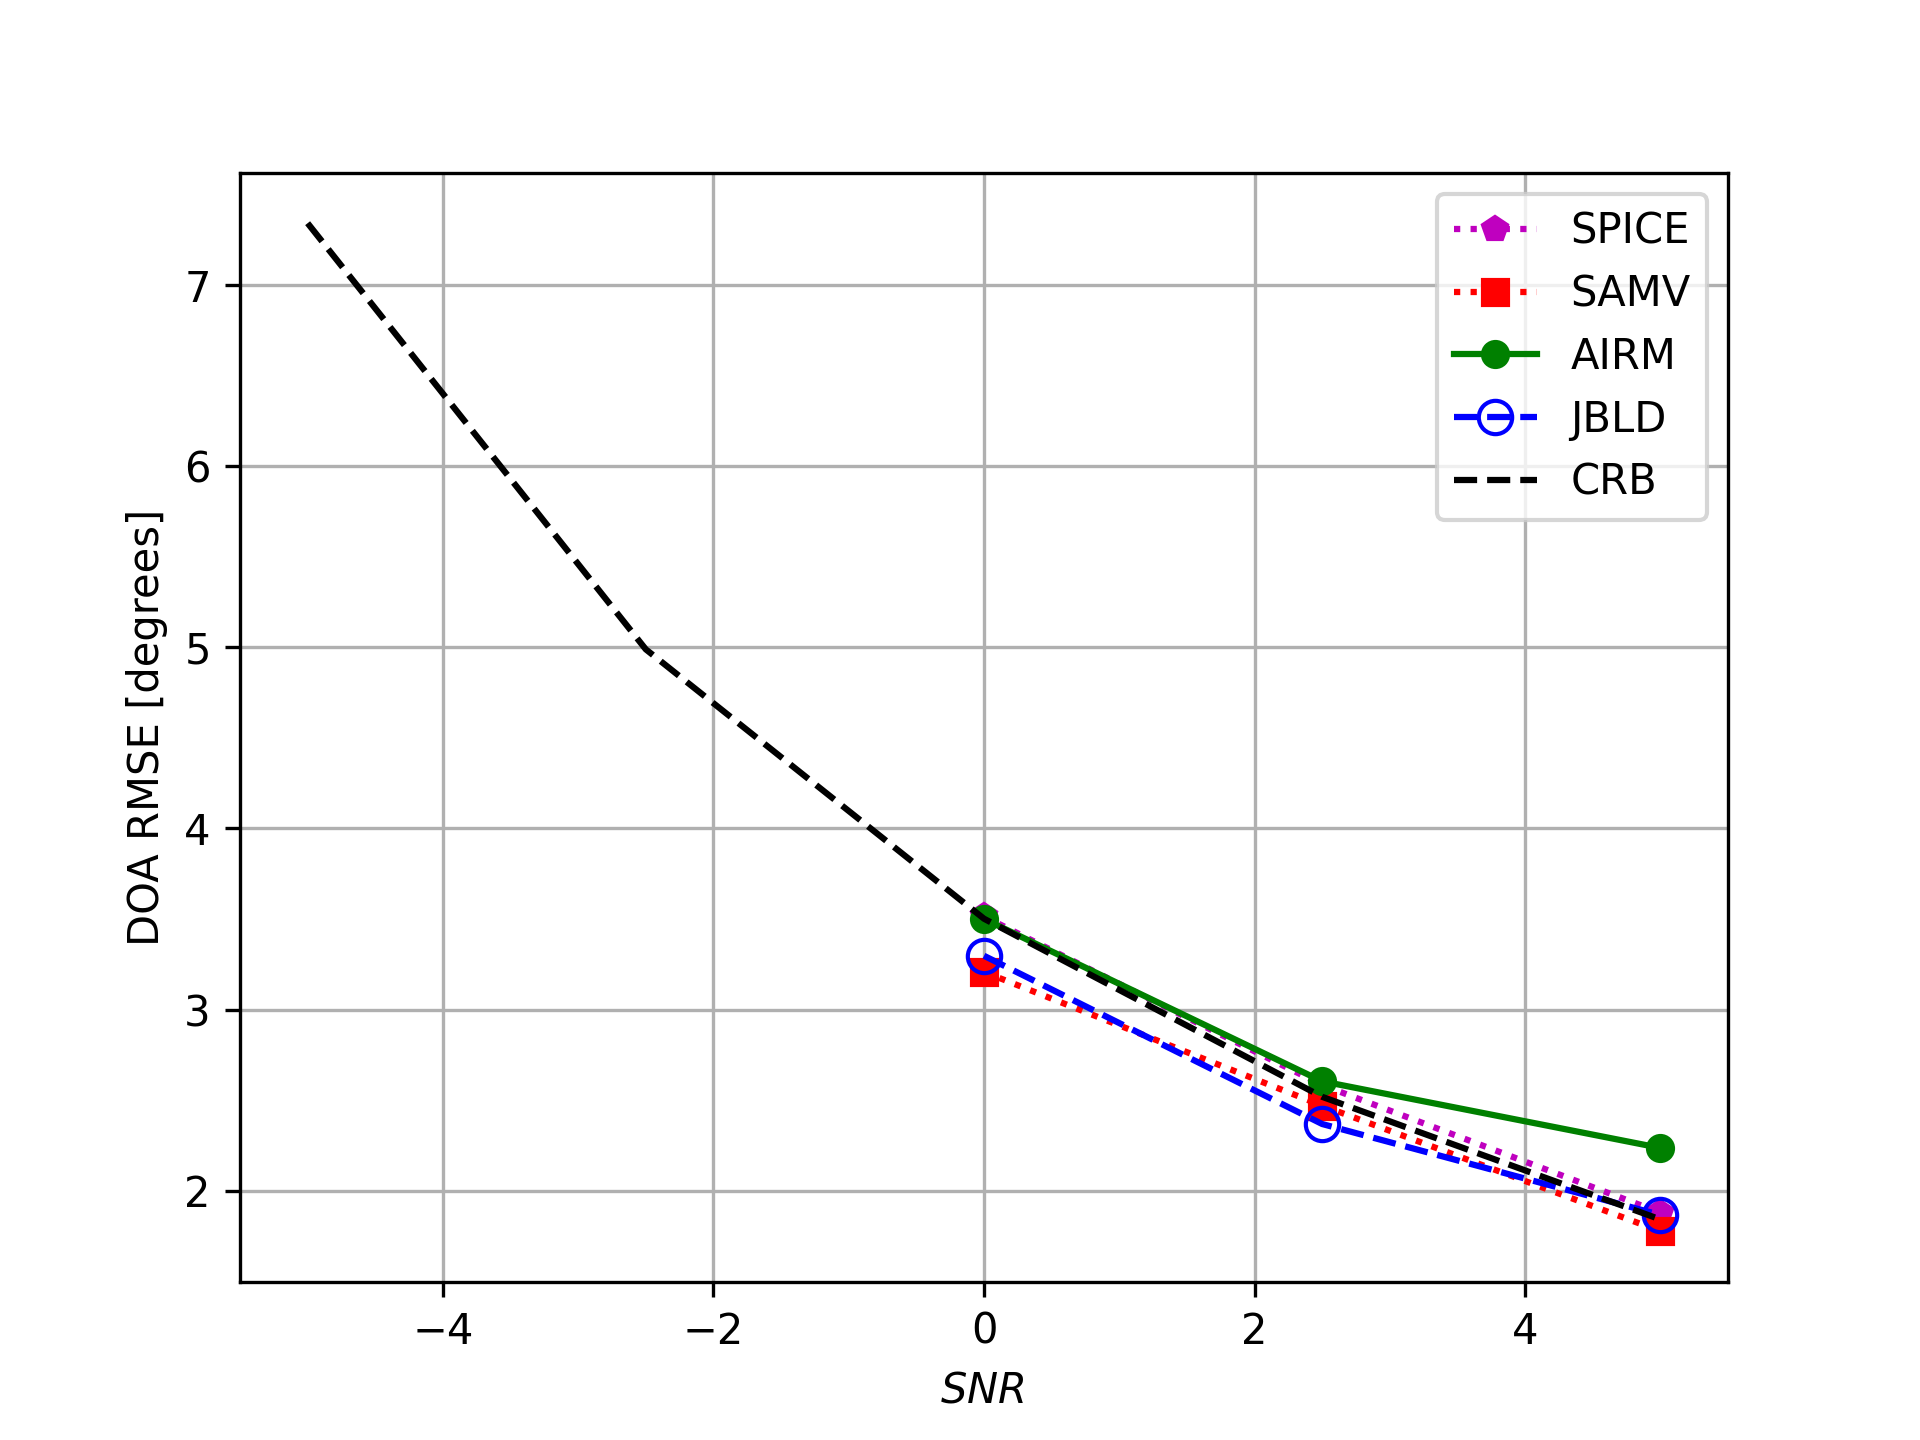 SPICE
SAMV
AIRM
JBLD
CRB
7
6
5
4
3
2
DOA RMSE [degrees]
−4 −2 0 2 4
SNR